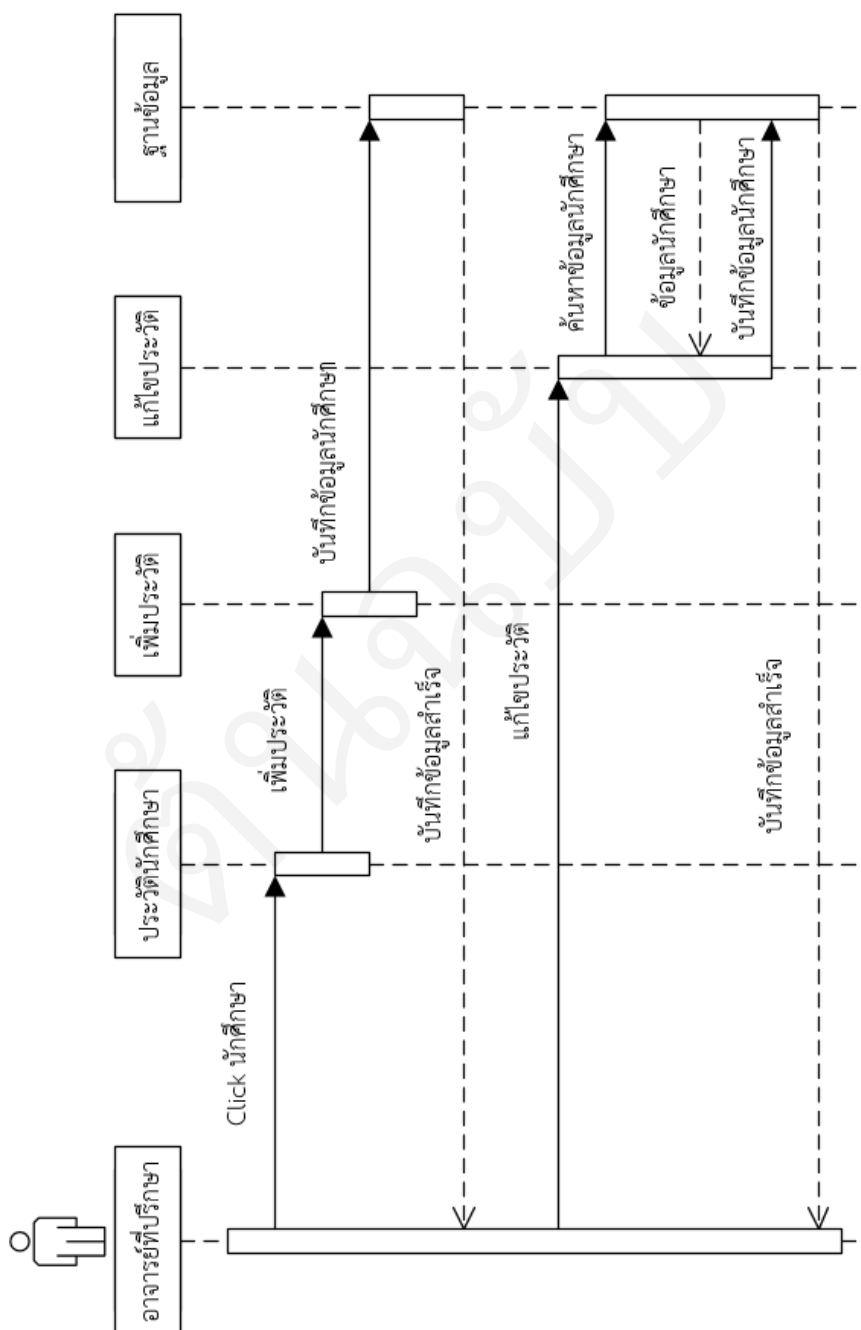 อาจารย์ที่ปรึกษา
ประวัตินักศึกษา
เพิ่มประวัติ
แก้ไขประวัติ
ฐานข้อมูล
Click นักศึกษา
เพิ่มประวัติ
บันทึกข้อมูลนักศึกษา
บันทึกข้อมูลสำเร็จ
แก้ไขประวัติ
ค้นหาข้อมูลนักศึกษา
ข้อมูลนักศึกษา
บันทึกข้อมูลนักศึกษา
บันทึกข้อมูลสำเร็จ
ต้นฉบับ